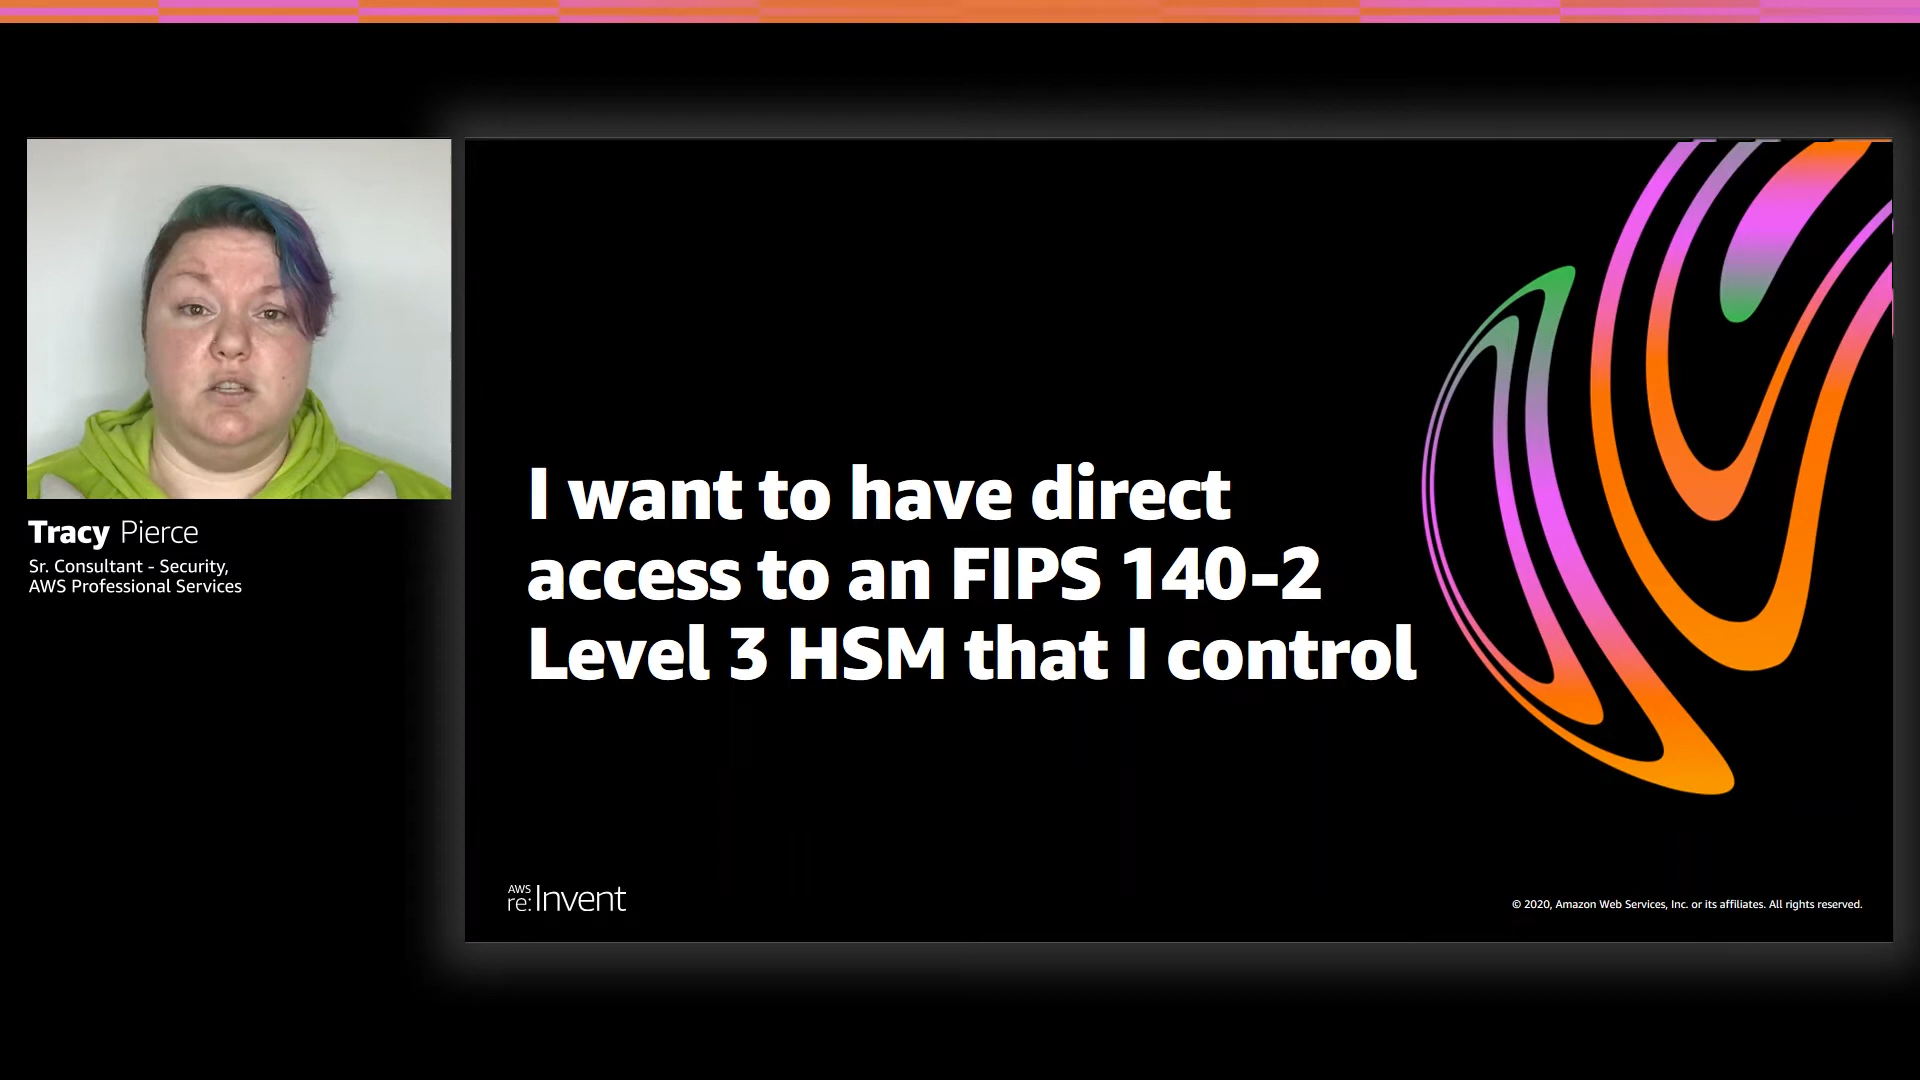 Tracy Pierce
Sr. Consultant - Security,
AWS Professional Services
I want to have direct
access to an FIPS 140-2
Level 3 HSM that I control
AWS
re:Invent
© 2020, Amazon Web Services, Inc. or its affiliates. All rights reserved.